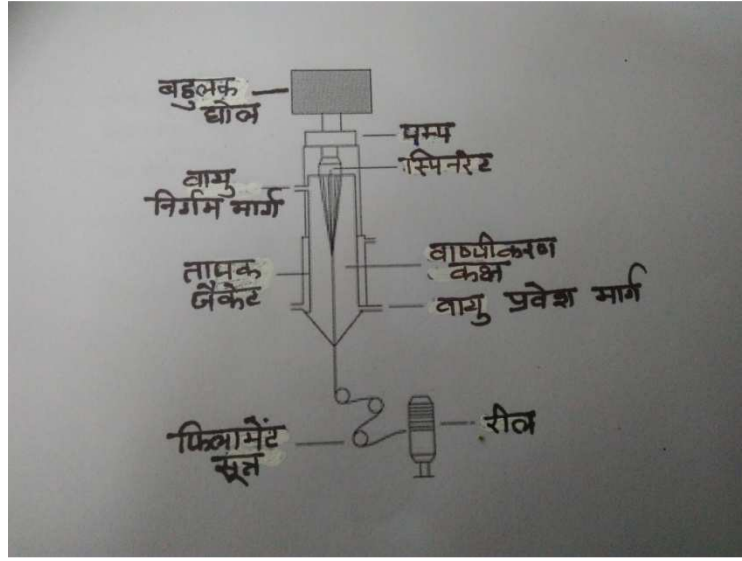 बहुलक
घोल
पम्प
स्पिनरेट
वायु
निर्गम मार्ग
वाष्पीकरण
कक्ष
तापक
जैकेट
वायु प्रवेश मार्ग
फिलामेंट
सूत्र
रील